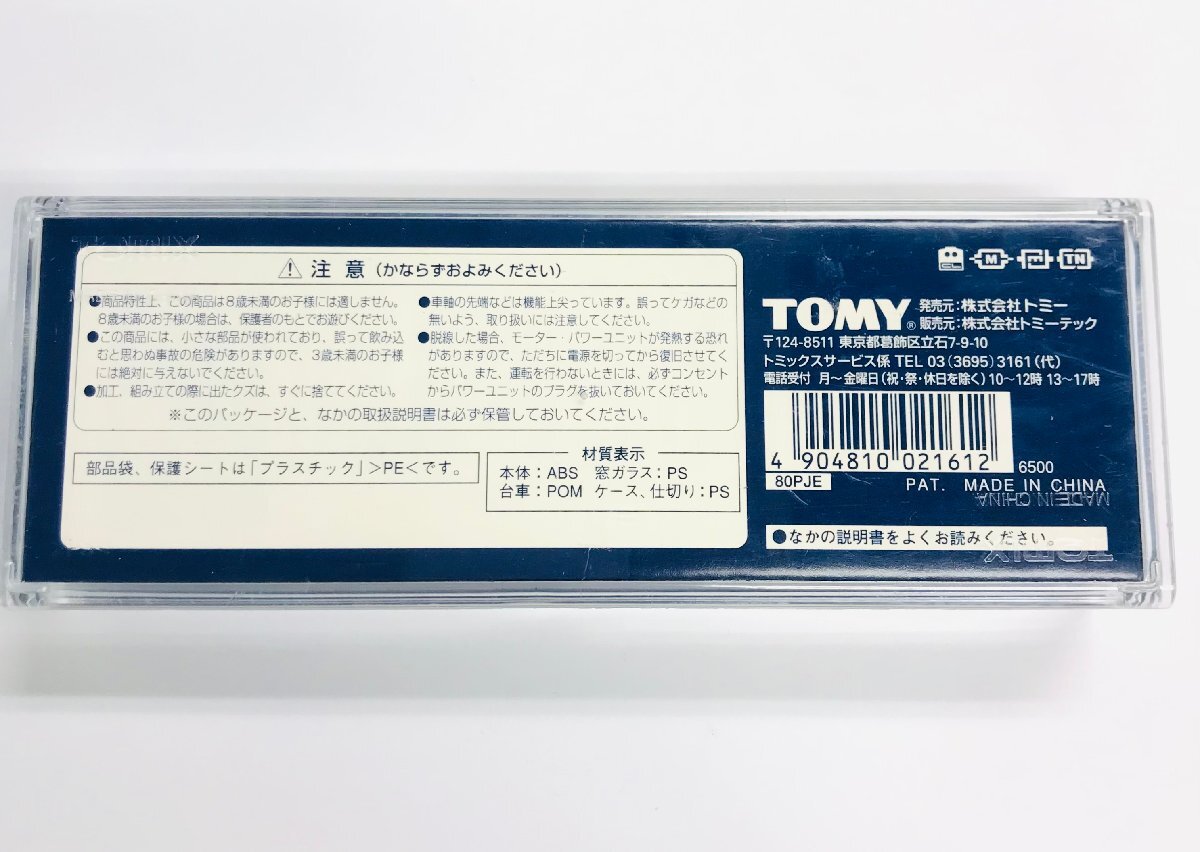 ⚠ 注意 (かならずおよみください)
●商品特性上、この商品は8歳未満のお子様には適しません。
8歳未満のお子様の場合は、保護者のもとでお遊びください。
●この商品には、小さな部品が使われており、誤って飲み込
むと思わぬ事故の危険がありますので、3歳未満のお子様
には絶対に与えないでください。
●加工、組み立ての際に出たクズは、すぐに捨ててください。
●車軸の先端などは機能上尖っています。誤ってケガなどの
無いよう、取り扱いには注意してください。
●脱線した場合、モーター・パワーユニットが発熱する恐れ
がありますので、ただちに電源を切ってから復旧させてくだ
さい。また、運転を行わないときには、必ずコンセント
からパワーユニットのプラグを抜いておいてください。
※このパッケージと、なかの取扱説明書は必ず保管しておいてください。
部品袋、保護シートは「プラスチック」>PE<です。
材質表示
本体:ABS 窓ガラス:PS
台車:POM ケース、仕切り:PS
CL M TN
TOMY® 発売元:株式会社トミー
販売元:株式会社トミーテック
〒124-8511 東京都葛飾区立石7-9-10
トミックスサービス係 TEL 03(3695)3161(代)
電話受付 月~金曜日(祝・祭・休日を除く)10~12時 13~17時
4 904810 021612
6500
80PJE
PAT. MADE IN CHINA
MADE IN CHINA
●なかの説明書をよくお読みください。
TOMIX